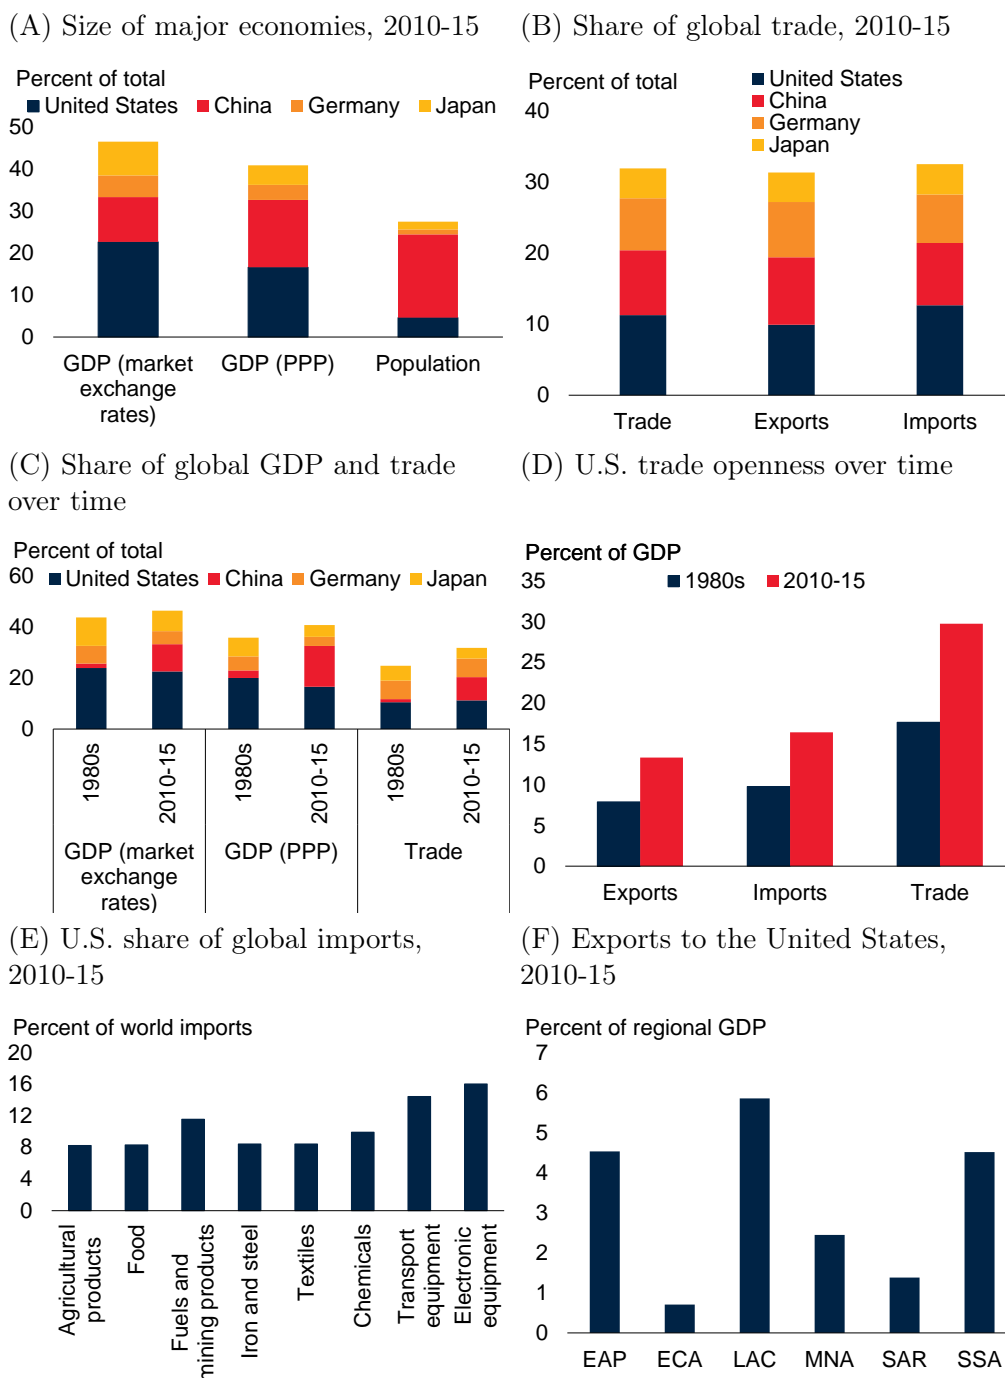 (A) Size of major economies, 2010-15
Percent of total
United States China Germany Japan
50
40
30
20
10
0
GDP (market
exchange
rates)
GDP (PPP)
Population
(B) Share of global trade, 2010-15
Percent of total
United States
China
Germany
Japan
40
30
20
10
0
Trade Exports Imports
(C) Share of global GDP and trade
over time
Percent of total
United States China Germany Japan
60
40
20
0
1980s
2010-15
1980s
2010-15
1980s
2010-15
GDP (market
exchange
rates)
GDP (PPP)
Trade
(D) U.S. trade openness over time
Percent of GDP
1980s 2010-15
35
30
25
20
15
10
5
0
Exports Imports Trade
(E) U.S. share of global imports,
2010-15
Percent of world imports
20
16
12
8
4
0
Agricultural
products
Food
Fuels and
mining products
Iron and steel
Textiles
Chemicals
Transport
equipment
Electronic
equipment
(F) Exports to the United States,
2010-15
Percent of regional GDP
7
6
5
4
3
2
1
0
EAP ECA LAC MNA SAR SSA